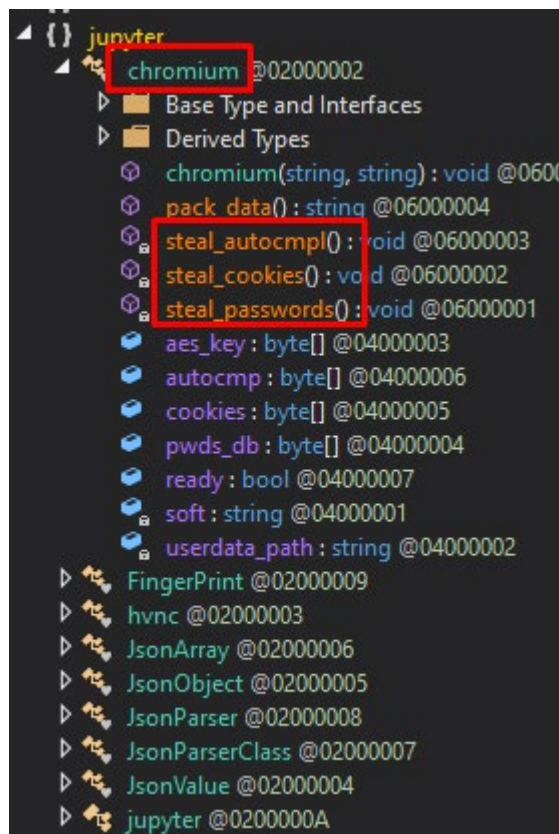 { } jupyter
chromium @02000002
Base Type and Interfaces
Derived Types
chromium(string, string) : void @0600
pack_data() : string @06000004
steal_autocmpl() : void @06000003
steal_cookies() : void @06000002
steal_passwords() : void @06000001
aes_key : byte[] @04000003
autocmp : byte[] @04000006
cookies : byte[] @04000005
pwds_db : byte[] @04000004
ready : bool @04000007
soft : string @04000001
userdata_path : string @04000002
FingerPrint @02000009
hvnc @02000003
JsonArray @02000006
JsonObject @02000005
JsonParser @02000008
JsonParserClass @02000007
JsonValue @02000004
jupyter @0200000A